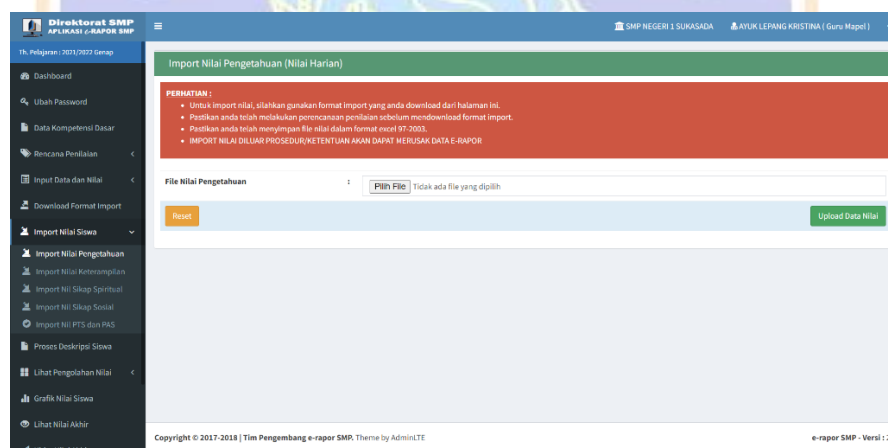 Direktorat SMP
APLIKASI e-RAPOR SMP
SMP NEGERI 1 SUKASADA
AYUK LEPANG KRISTINA ( Guru Mapel )
Th. Pelajaran : 2021/2022 Genap
Dashboard
Ubah Password
Data Kompetensi Dasar
Rencana Penilaian
Input Data dan Nilai
Download Format Import
Import Nilai Siswa
Import Nilai Pengetahuan
Import Nilai Keterampilan
Import Nil Sikap Spiritual
Import Nil Sikap Sosial
Import Nil PTS dan PAS
Proses Deskripsi Siswa
Lihat Pengolahan Nilai
Grafik Nilai Siswa
Lihat Nilai Akhir
Import Nilai Pengetahuan (Nilai Harian)
PERHATIAN :
• Untuk import nilai, silahkan gunakan format import yang anda download dari halaman ini.
• Pastikan anda telah melakukan perencanaan penilaian sebelum mendownload format import.
• Pastikan anda telah menyimpan file nilai dalam format excel 97-2003.
• IMPORT NILAI DILUAR PROSEDUR/KETENTUAN AKAN DAPAT MERUSAK DATA E-RAPOR
File Nilai Pengetahuan : Pilih File Tidak ada file yang dipilih
Reset Upload Data Nilai
Copyright © 2017-2018 | Tim Pengembang e-rapor SMP. Theme by AdminLTE
e-rapor SMP - Versi :